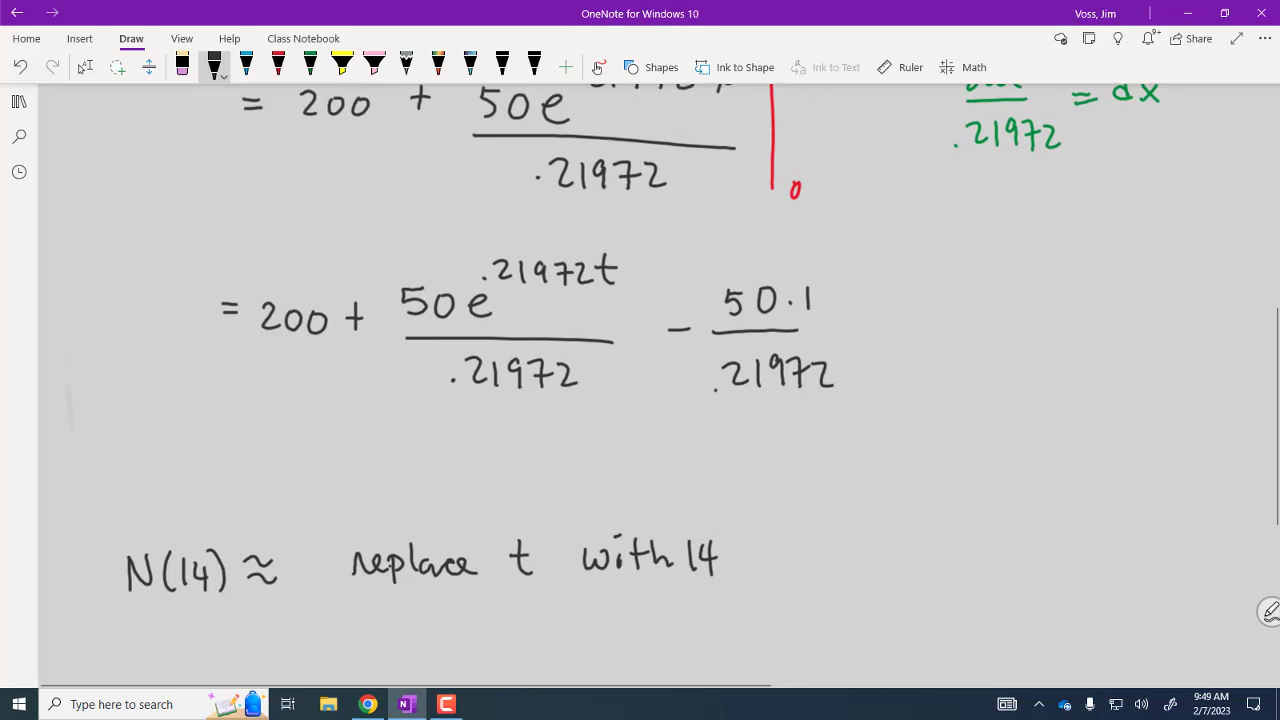 OneNote for Windows 10
Voss, Jim
Home Insert Draw View Help Class Notebook
Share
Shapes Ink to Shape Ink to Text Ruler Math
= 200 + 50e
.21972
0
= dx
.21972
= 200 + 50e^.21972t / .21972 - 50·1 / .21972
N(14) ≈ replace t with 14
Type here to search
9:49 AM
2/7/2023